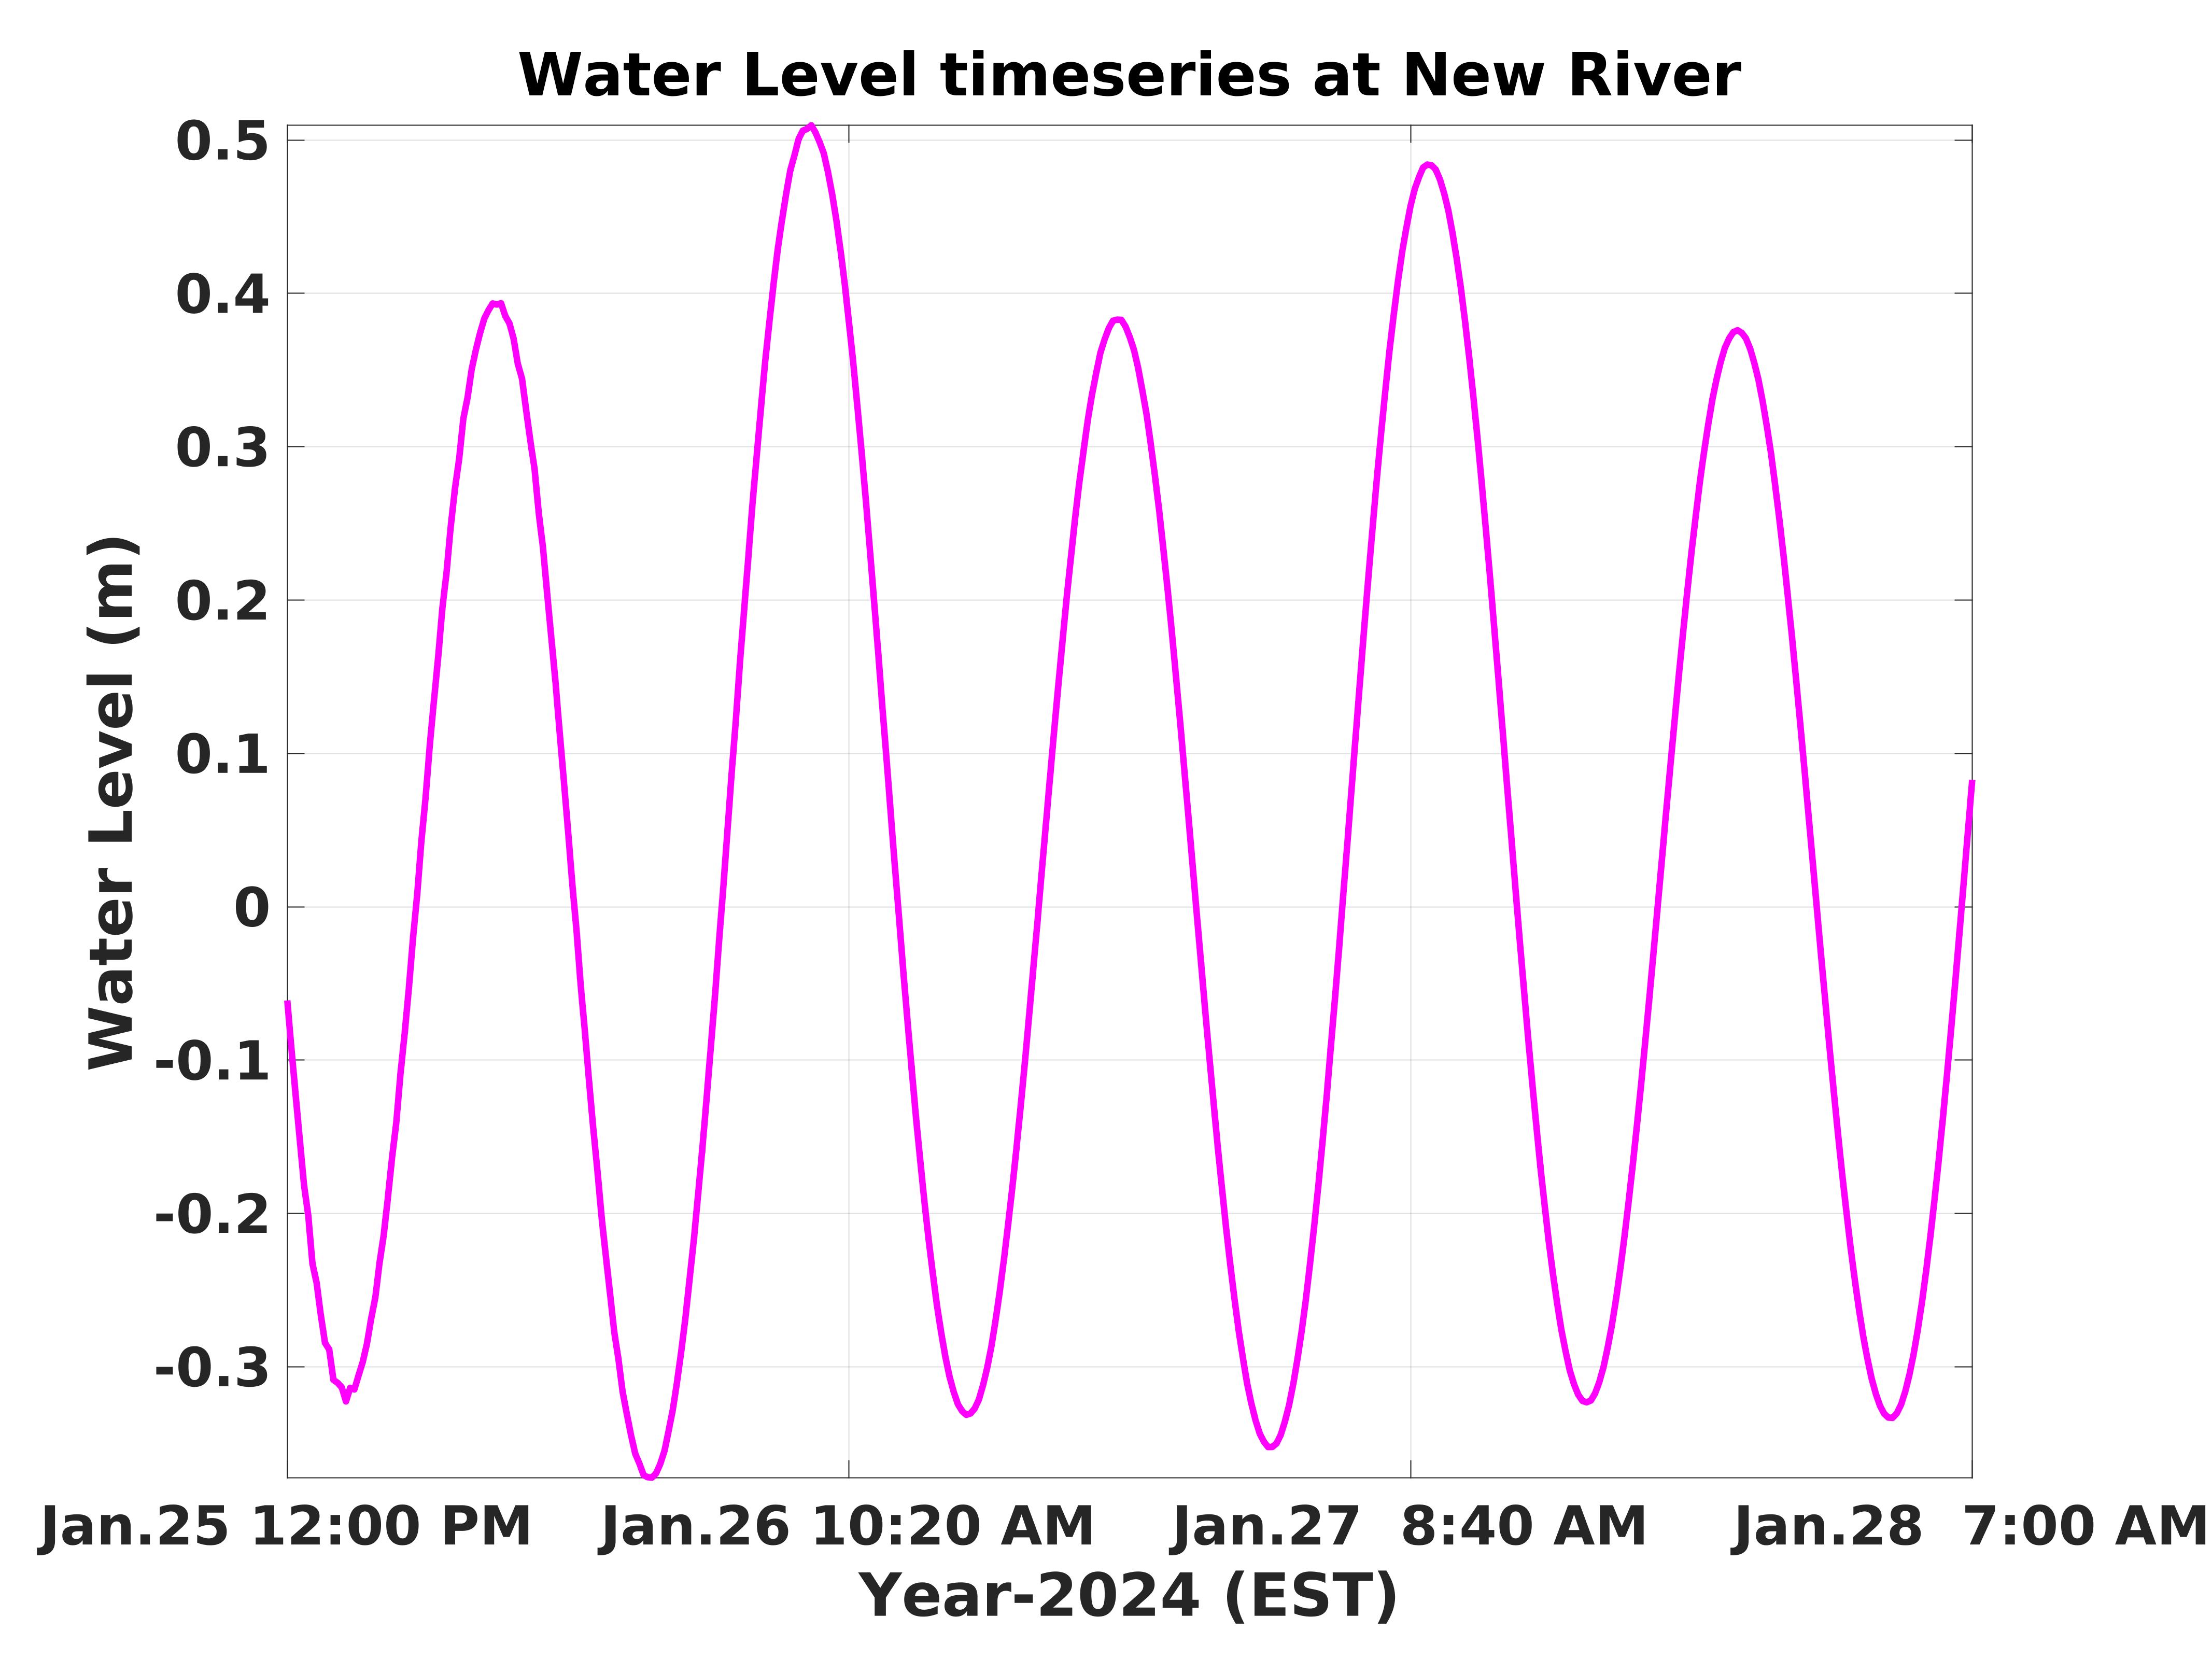 Water Level timeseries at New River
0.5
0.4
0.3
0.2
0.1
0
-0.1
-0.2
-0.3
Water Level (m)
Jan.25 12:00 PM Jan.26 10:20 AM Jan.27 8:40 AM Jan.28 7:00 AM
Year-2024 (EST)